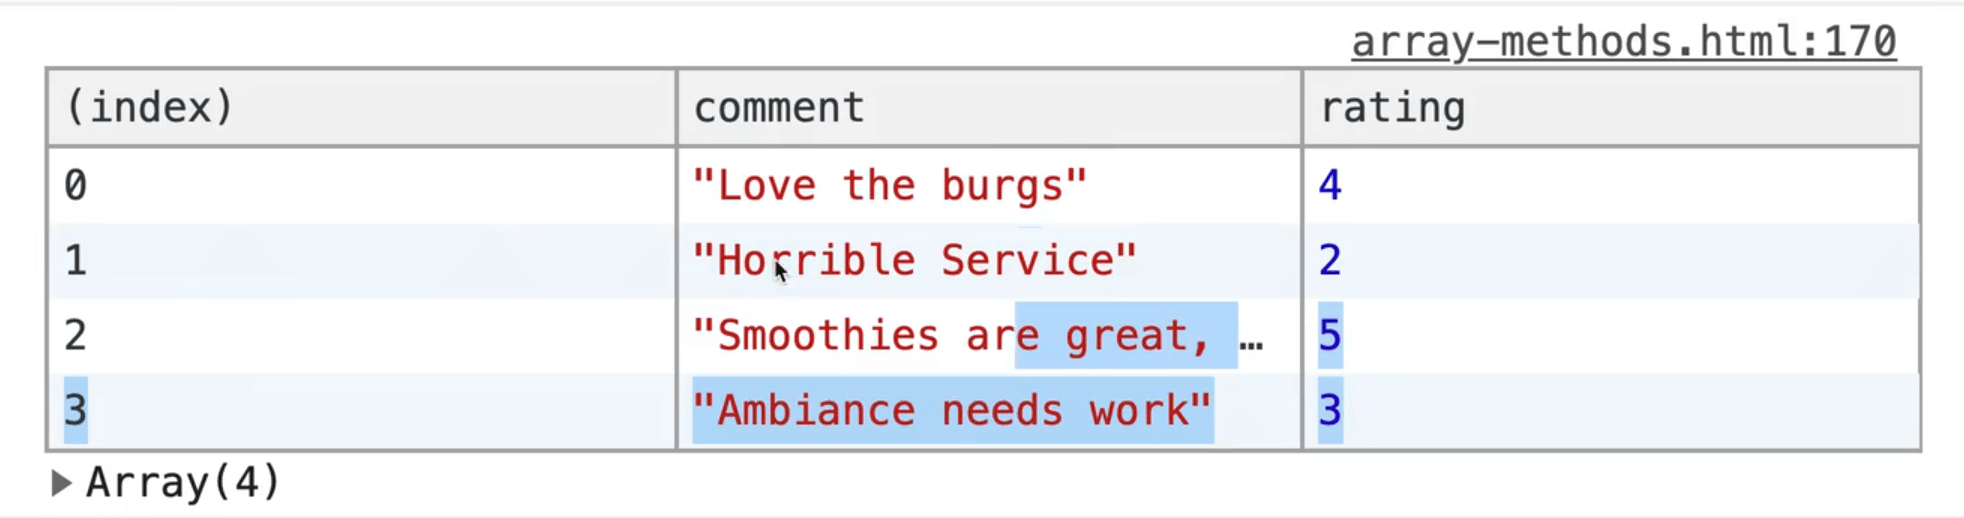 array-methods.html:170
(index) comment rating
0 "Love the burgs" 4
1 "Horrible Service" 2
2 "Smoothies are great, … 5
3 "Ambiance needs work" 3
▶ Array(4)